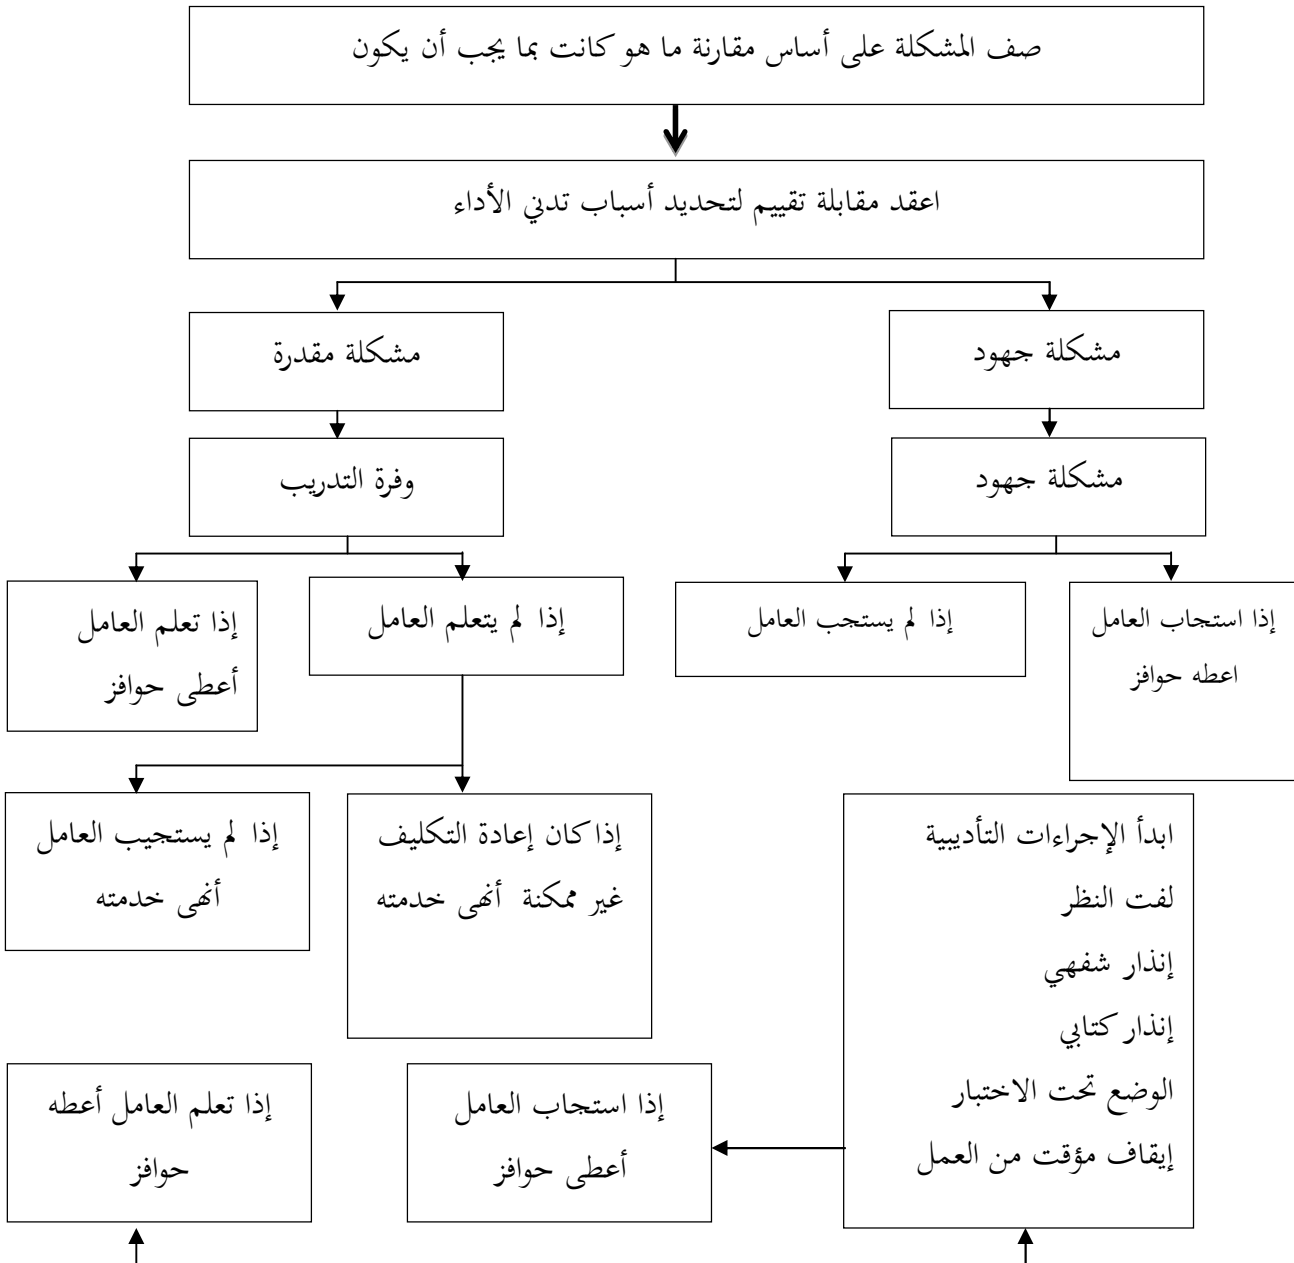 صف المشكلة على أساس مقارنة ما هو كانت بما يجب أن يكون
اعقد مقابلة تقييم لتحديد أسباب تدني الأداء
مشكلة جهود
مشكلة مقدرة
مشكلة جهود
وفرة التدريب
إذا استجاب العامل
اعطه حوافز
إذا لم يستجب العامل
إذا لم يتعلم العامل
إذا تعلم العامل
أعطى حوافز
ابدأ الإجراءات التأديبية
لفت النظر
إنذار شفهي
إنذار كتابي
الوضع تحت الاختبار
إيقاف مؤقت من العمل
إذا كان إعادة التكليف
غير ممكنة أنهى خدمته
إذا لم يستجيب العامل
أنهى خدمته
إذا استجاب العامل
أعطى حوافز
إذا تعلم العامل أعطه
حوافز